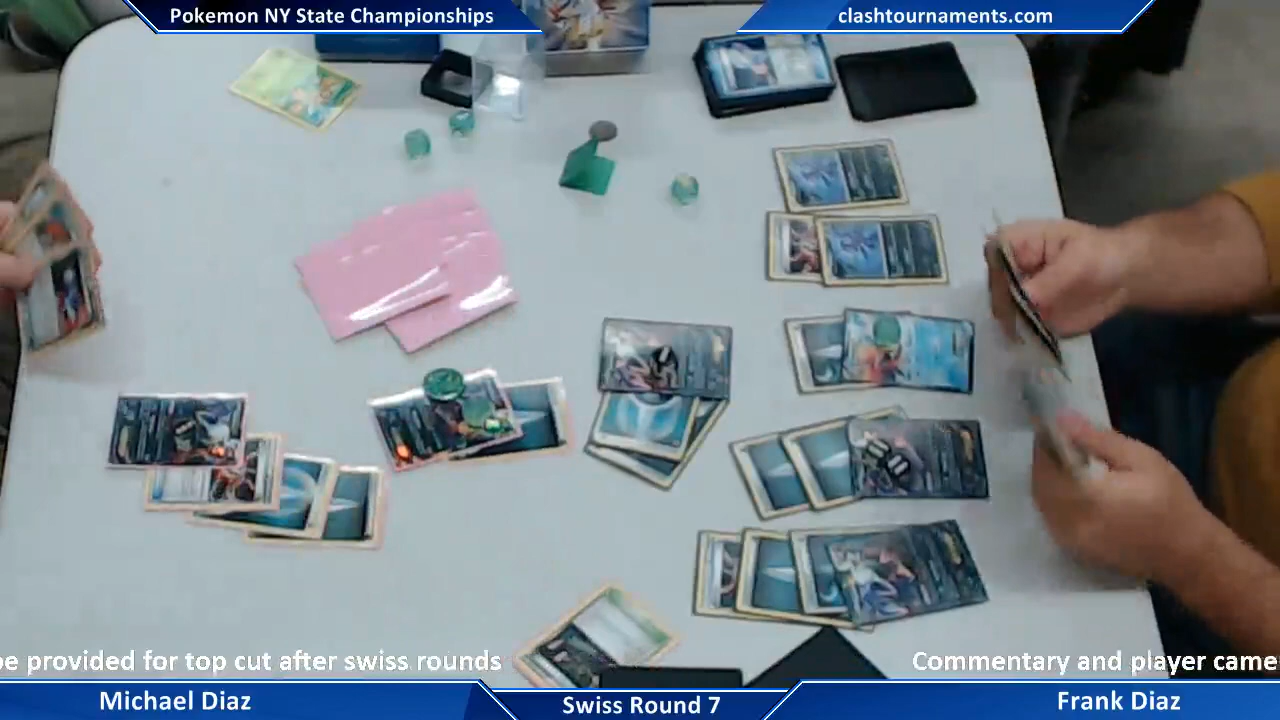 Pokemon NY State Championships
clashtournaments.com
be provided for top cut after swiss rounds
Commentary and player came
Michael Diaz
Swiss Round 7
Frank Diaz